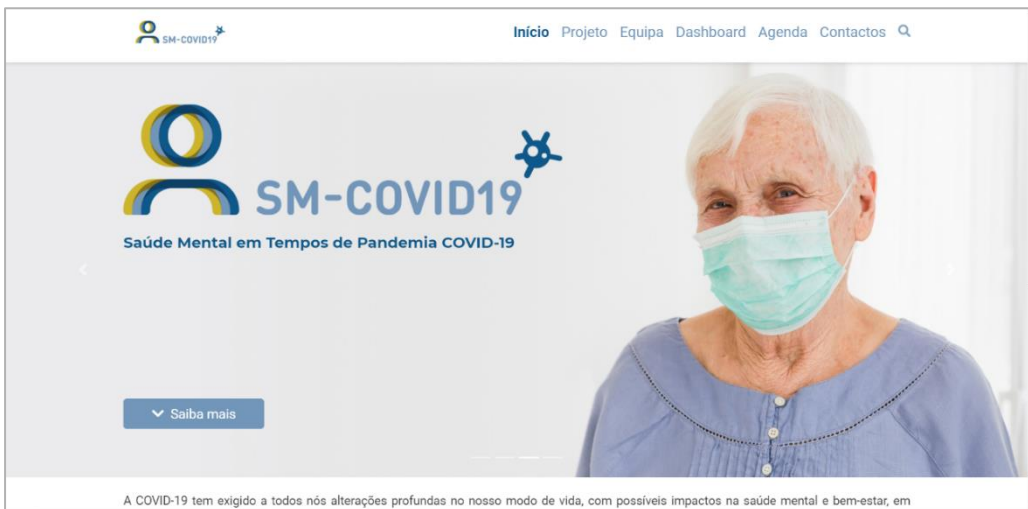 SM-COVID19
Início Projeto Equipa Dashboard Agenda Contactos
SM-COVID19
Saúde Mental em Tempos de Pandemia COVID-19
Saiba mais
A COVID-19 tem exigido a todos nós alterações profundas no nosso modo de vida, com possíveis impactos na saúde mental e bem-estar, em